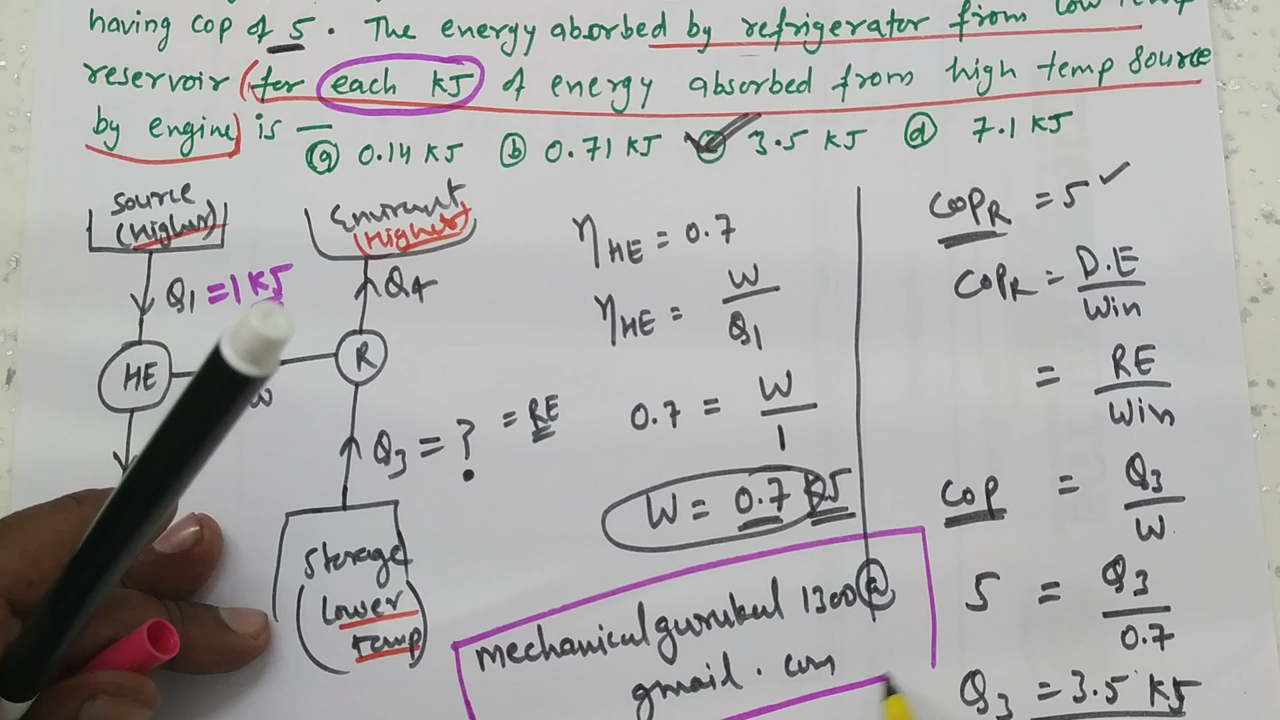 having cop of 5. The energy aborbed by refrigerator from low temp
reservoir (for each KJ of energy absorbed from high temp source
by engine) is —
ⓐ 0.14 KJ ⓑ 0.71 KJ ⓒ 3.5 KJ ⓓ 7.1 KJ
Source
(Higher)
Q1 = 1 KJ
HE
W
(Higher)
Q4
R
Q3 = ?
= RE
Storage
(Lower
temp)
ηHE = 0.7
ηHE = W/Q1
0.7 = W/1
W = 0.7 KJ
COPR = 5 ✓
COPR = D.E/Win
= RE/Win
COP = Q3/W
5 = Q3/0.7
Q3 = 3.5 KJ
mechanicalgurukul1300@
gmail.com